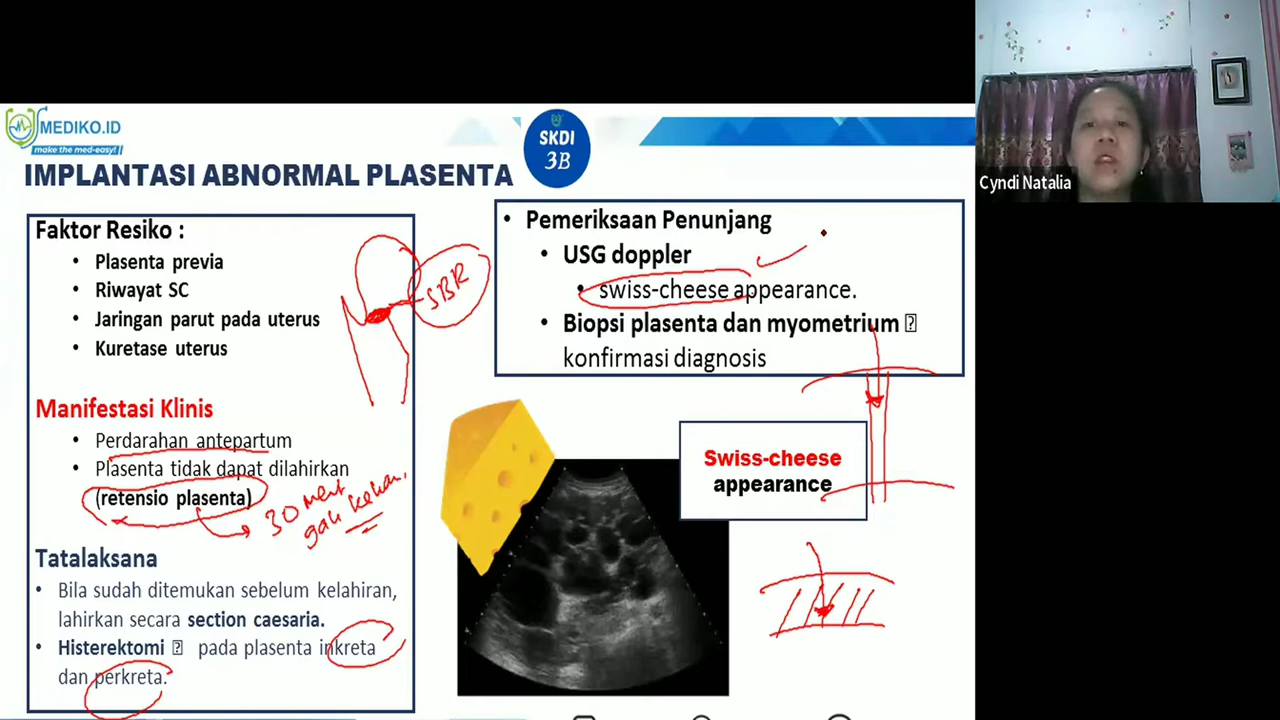 MEDIKO.ID
make the med-easy!
SKDI
3B
IMPLANTASI ABNORMAL PLASENTA
Faktor Resiko :
• Plasenta previa
• Riwayat SC
• Jaringan parut pada uterus
• Kuretase uterus
SBR
Manifestasi Klinis
• Perdarahan antepartum
• Plasenta tidak dapat dilahirkan
(retensio plasenta)
30 menit
gak keluar
Tatalaksana
• Bila sudah ditemukan sebelum kelahiran,
lahirkan secara section caesaria.
• Histerektomi pada plasenta inkreta
dan perkreta.
• Pemeriksaan Penunjang
• USG doppler
• swiss-cheese appearance.
• Biopsi plasenta dan myometrium
konfirmasi diagnosis
Swiss-cheese
appearance
Cyndi Natalia